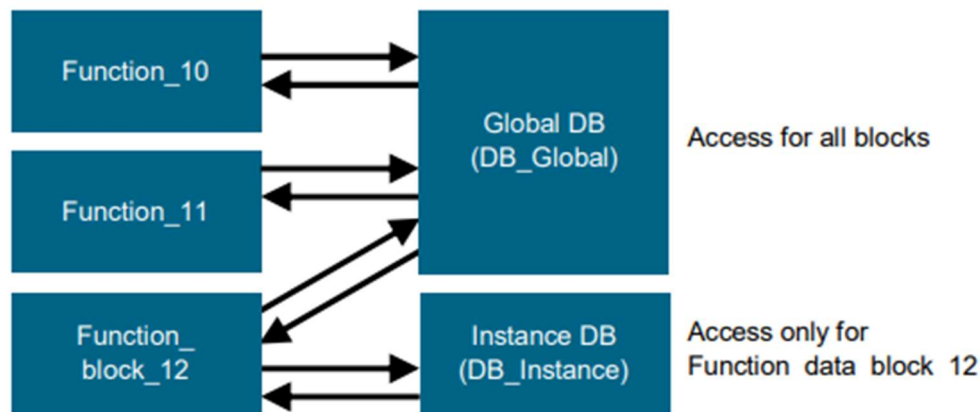 Function_10
Global DB
(DB_Global)
Access for all blocks
Function_11
Function_
block_12
Instance DB
(DB_Instance)
Access only for
Function data block 12